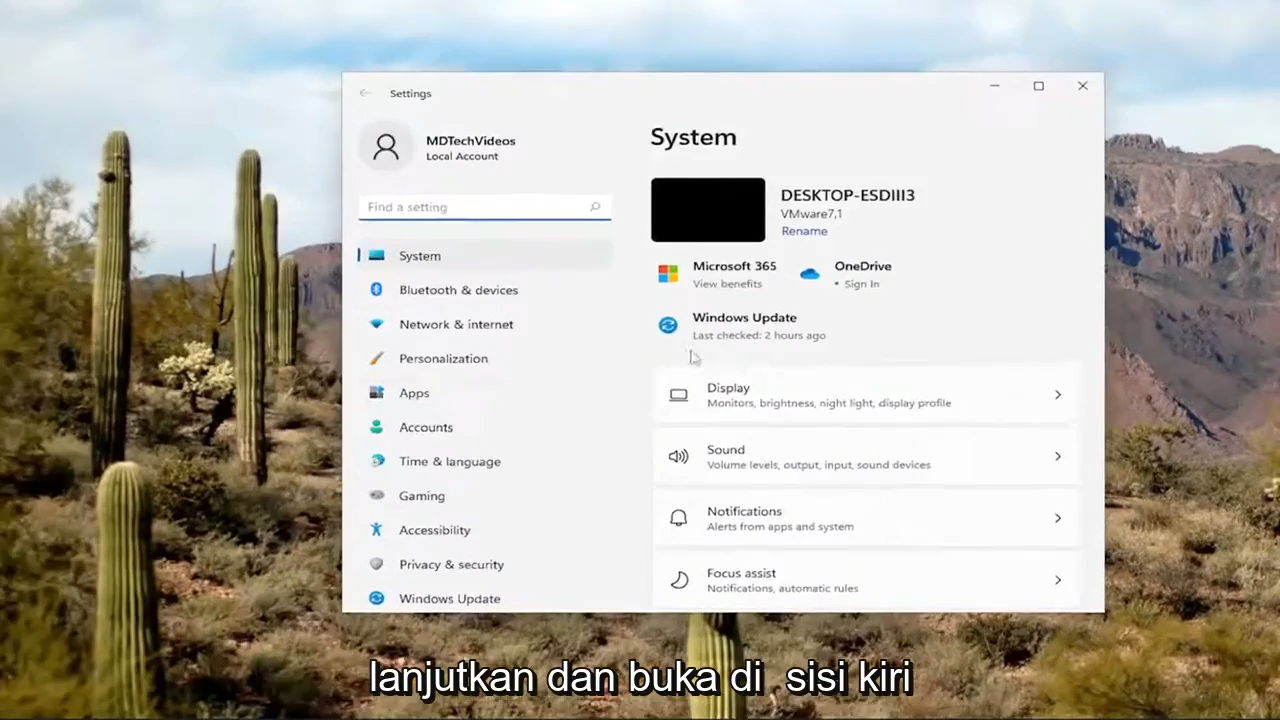 Settings
MDTechVideos
Local Account
Find a setting
System
Bluetooth & devices
Network & internet
Personalization
Apps
Accounts
Time & language
Gaming
Accessibility
Privacy & security
Windows Update
System
DESKTOP-ESDIII3
VMware7,1
Rename
Microsoft 365
View benefits
OneDrive
• Sign In
Windows Update
Last checked: 2 hours ago
Display
Monitors, brightness, night light, display profile
Sound
Volume levels, output, input, sound devices
Notifications
Alerts from apps and system
Focus assist
Notifications, automatic rules
lanjutkan dan buka di sisi kiri